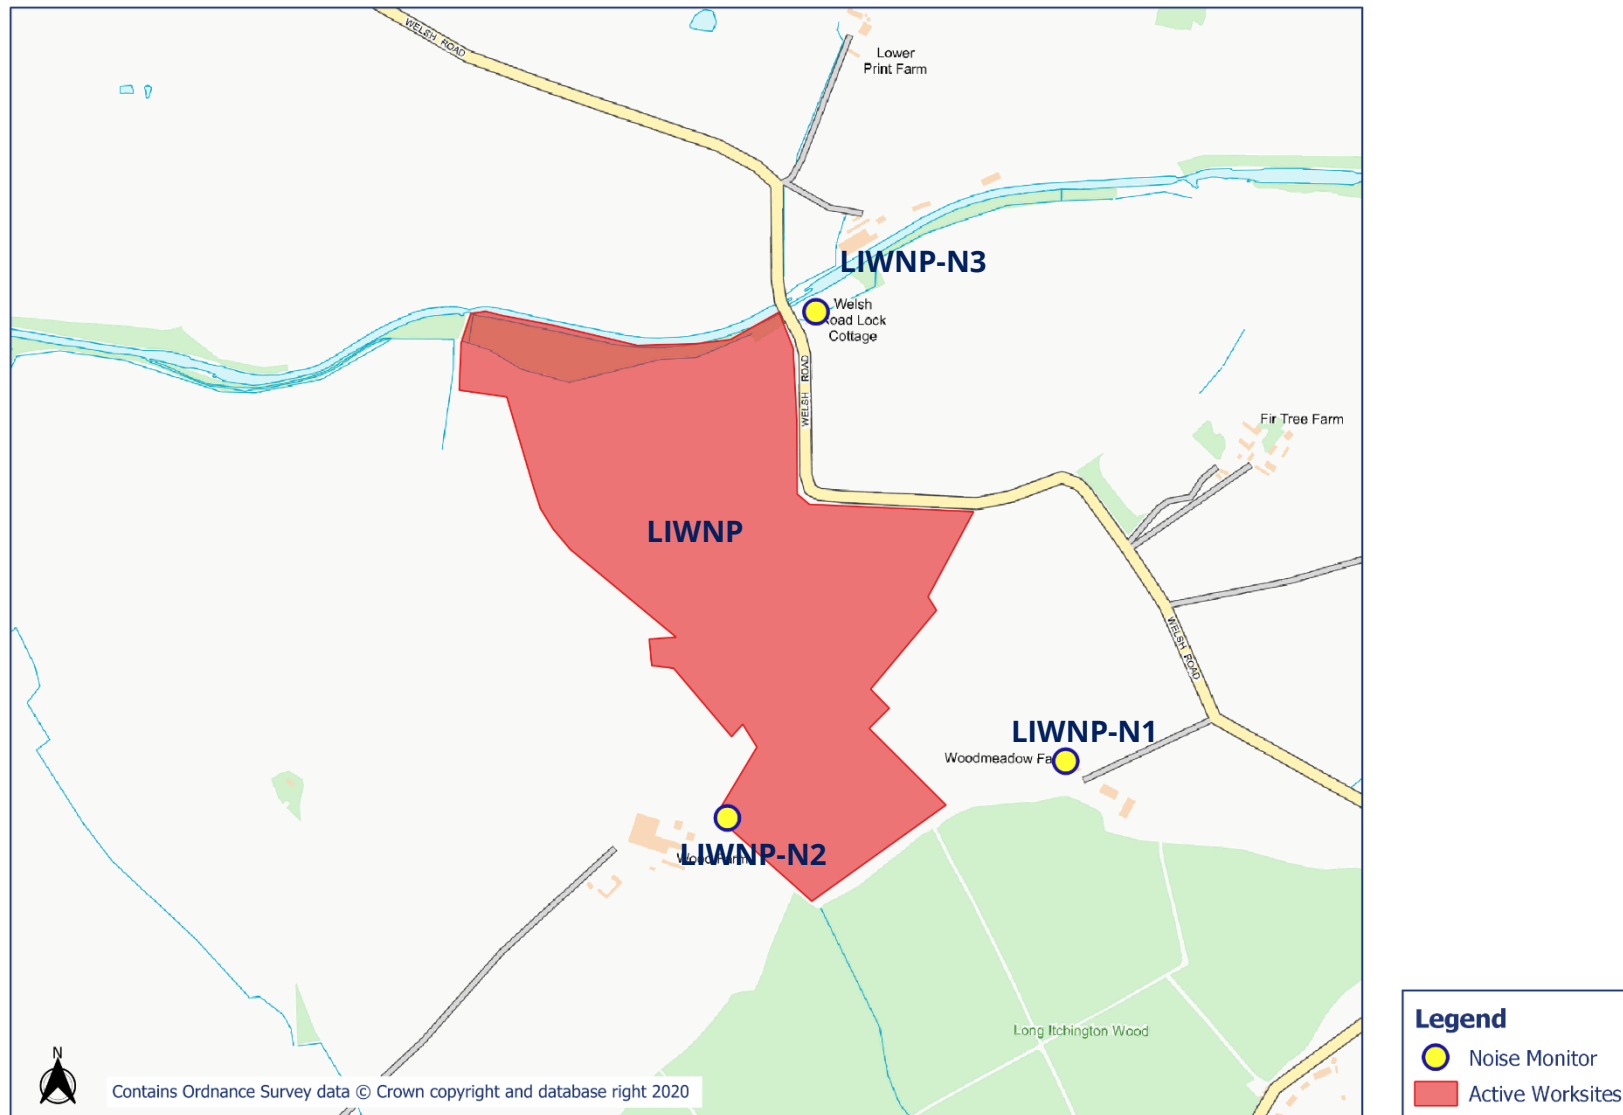 WELSH ROAD
Lower
Print Farm
LIWNP-N3
Welsh
Road Lock
Cottage
WELSH ROAD
Fir Tree Farm
LIWNP
WELSH ROAD
LIWNP-N1
Woodmeadow Fa
LIWNP-N2
Wood Farm
Long Itchington Wood
N
Contains Ordnance Survey data © Crown copyright and database right 2020
Legend
Noise Monitor
Active Worksites